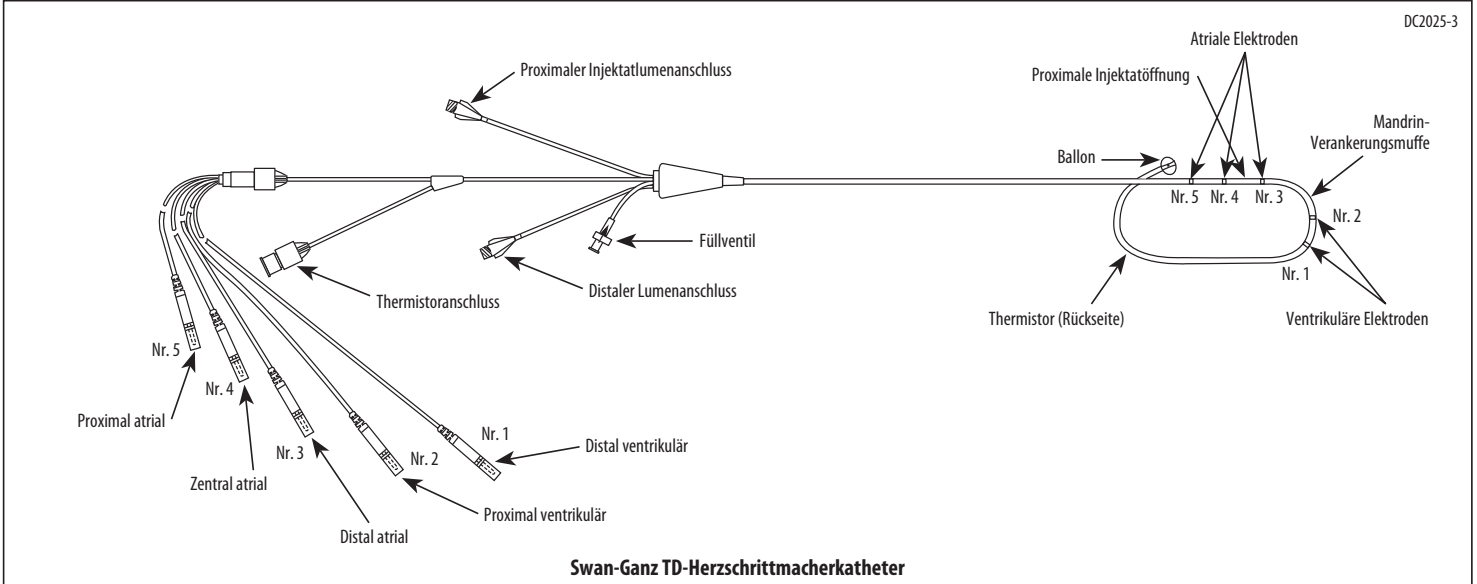 DC2025-3
Atriale Elektroden
Proximaler Injektatlumenanschluss
Proximale Injektatöffnung
Mandrin-
Verankerungsmuffe
Ballon
Nr. 5
Nr. 4
Nr. 3
Nr. 2
Füllventil
Nr. 1
Distaler Lumenanschluss
Thermistoranschluss
Thermistor (Rückseite)
Ventrikuläre Elektroden
Nr. 5
Nr. 4
Proximal atrial
Nr. 3
Nr. 2
Nr. 1
Distal ventrikulär
Zentral atrial
Proximal ventrikulär
Distal atrial
Swan-Ganz TD-Herzschrittmacherkatheter